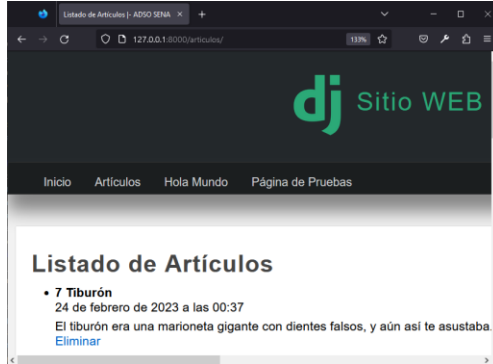 Listado de Artículos |- ADSO SENA
127.0.0.1:8000/articulos/
133%
dj Sitio WEB
Inicio Artículos Hola Mundo Página de Pruebas
Listado de Artículos
7 Tiburón
24 de febrero de 2023 a las 00:37
El tiburón era una marioneta gigante con dientes falsos, y aún así te asustaba.
Eliminar